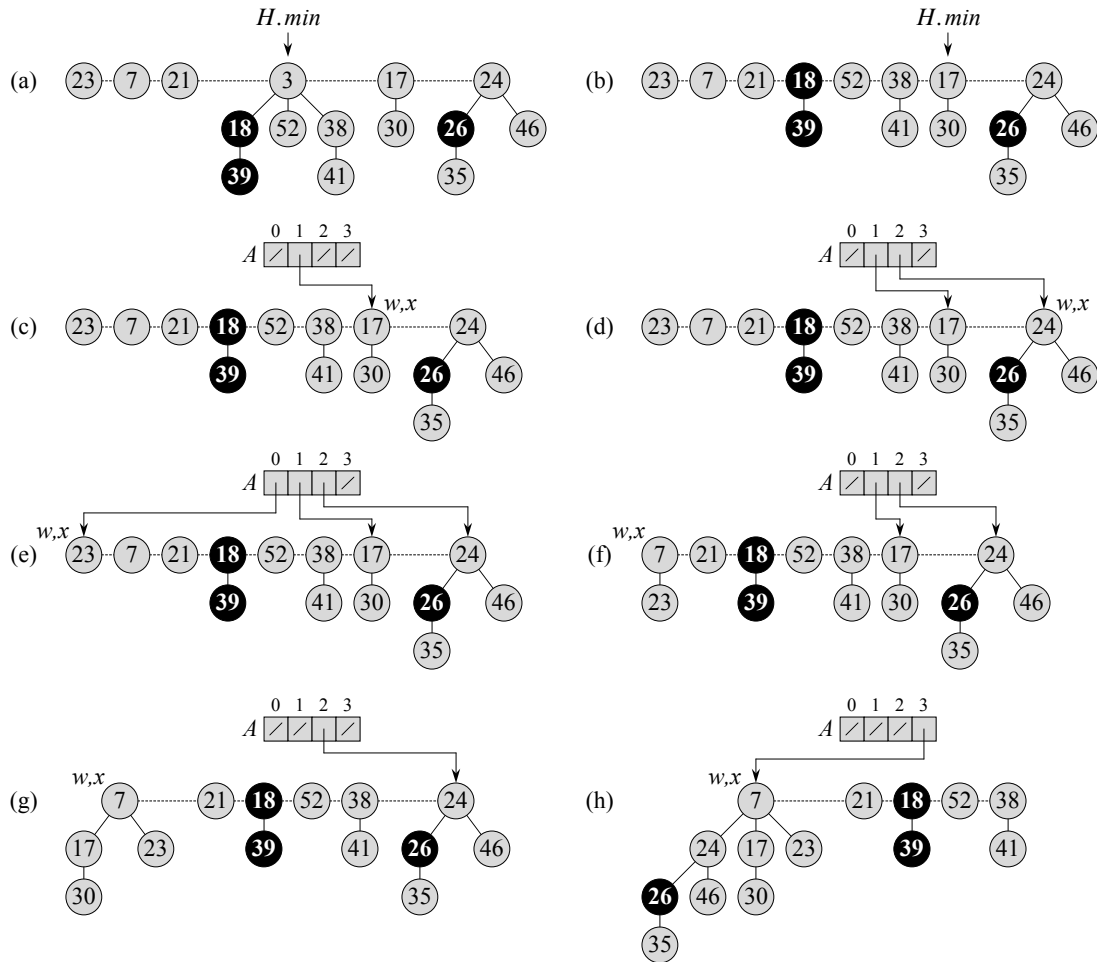 H.min H.min
(a) 23 7 21 3 17 24 (b) 23 7 21 18 52 38 17 24
18 52 38 30 26 46 39 41 30 26 46
39 41 35 35
0 1 2 3 0 1 2 3
A A
w,x w,x
(c) 23 7 21 18 52 38 17 24 (d) 23 7 21 18 52 38 17 24
39 41 30 26 46 39 41 30 26 46
35 35
0 1 2 3 0 1 2 3
A A
w,x w,x
(e) 23 7 21 18 52 38 17 24 (f) 7 21 18 52 38 17 24
39 41 30 26 46 23 39 41 30 26 46
35 35
0 1 2 3 0 1 2 3
A A
w,x w,x
(g) 7 21 18 52 38 24 (h) 7 21 18 52 38
17 23 39 41 26 46 24 17 23 39 41
30 35 26 46 30
35